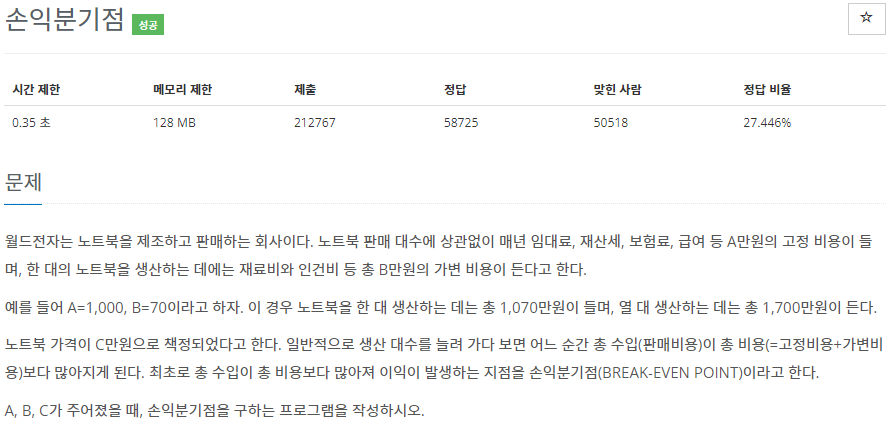 손익분기점 성공
☆
시간 제한 메모리 제한 제출 정답 맞힌 사람 정답 비율
0.35 초 128 MB 212767 58725 50518 27.446%
문제
월드전자는 노트북을 제조하고 판매하는 회사이다. 노트북 판매 대수에 상관없이 매년 임대료, 재산세, 보험료, 급여 등 A만원의 고정 비용이 들
며, 한 대의 노트북을 생산하는 데에는 재료비와 인건비 등 총 B만원의 가변 비용이 든다고 한다.
예를 들어 A=1,000, B=70이라고 하자. 이 경우 노트북을 한 대 생산하는 데는 총 1,070만원이 들며, 열 대 생산하는 데는 총 1,700만원이 든다.
노트북 가격이 C만원으로 책정되었다고 한다. 일반적으로 생산 대수를 늘려 가다 보면 어느 순간 총 수입(판매비용)이 총 비용(=고정비용+가변비
용)보다 많아지게 된다. 최초로 총 수입이 총 비용보다 많아져 이익이 발생하는 지점을 손익분기점(BREAK-EVEN POINT)이라고 한다.
A, B, C가 주어졌을 때, 손익분기점을 구하는 프로그램을 작성하시오.